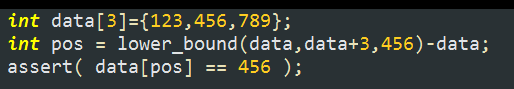 int data[3]={123,456,789};
int pos = lower_bound(data,data+3,456)-data;
assert( data[pos] == 456 );